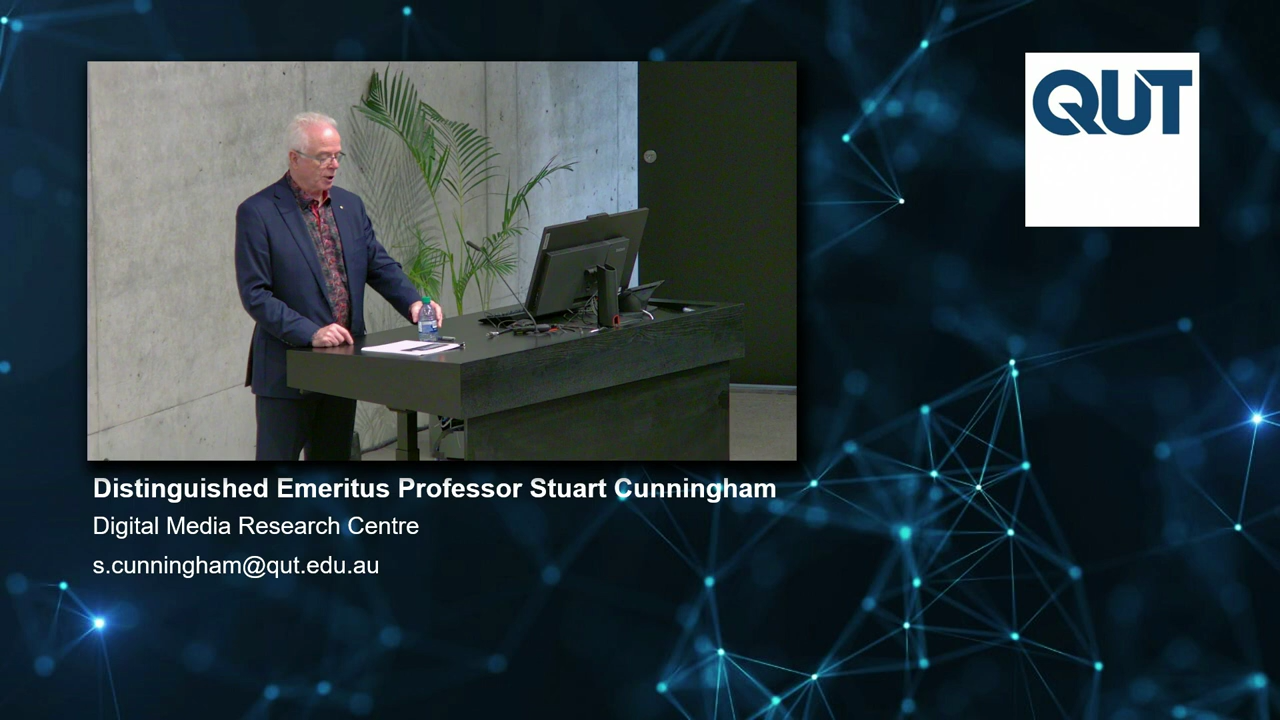 QUT
Distinguished Emeritus Professor Stuart Cunningham
Digital Media Research Centre
s.cunningham@qut.edu.au